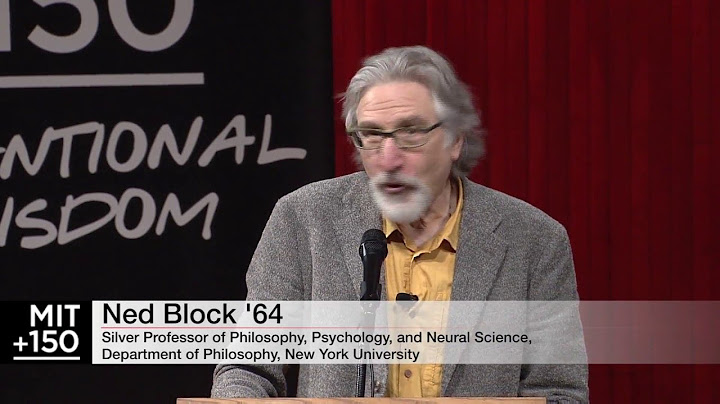 +150
NTIONAL
ISDOM
MIT
+150
Ned Block '64
Silver Professor of Philosophy, Psychology, and Neural Science,
Department of Philosophy, New York University